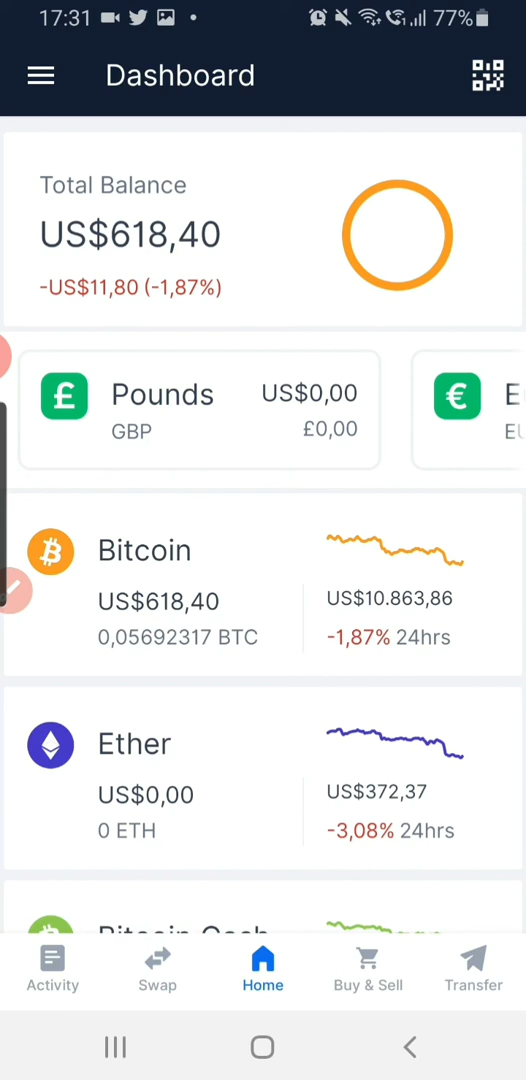 17:31 77%
Dashboard
Total Balance
US$618,40
-US$11,80 (-1,87%)
Pounds US$0,00
GBP £0,00
Bitcoin
US$618,40 US$10.863,86
0,05692317 BTC -1,87% 24hrs
Ether
US$0,00 US$372,37
0 ETH -3,08% 24hrs
Bitcoin Cash
Activity Swap Home Buy & Sell Transfer